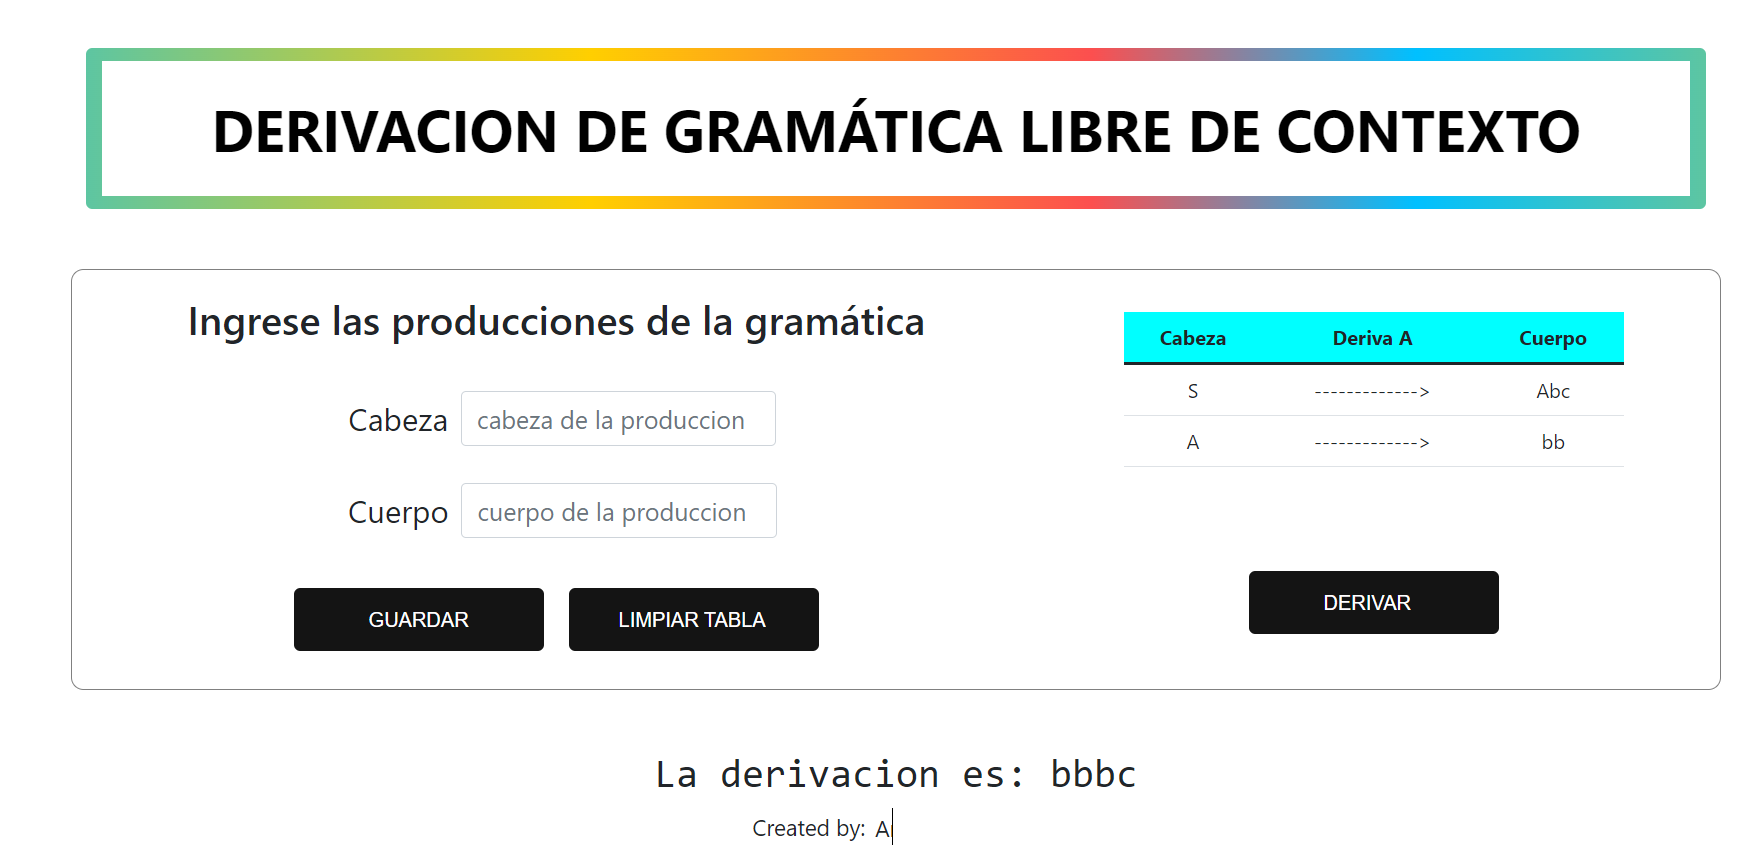 DERIVACION DE GRAMÁTICA LIBRE DE CONTEXTO
Ingrese las producciones de la gramática
Cabeza cabeza de la produccion
Cuerpo cuerpo de la produccion
GUARDAR LIMPIAR TABLA
Cabeza Deriva A Cuerpo
S -------------> Abc
A -------------> bb
DERIVAR
La derivacion es: bbbc
Created by: